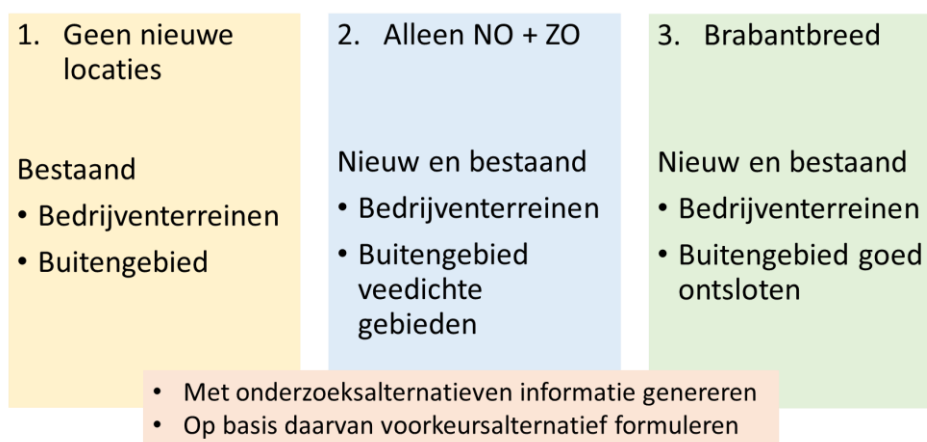 1. Geen nieuwe
locaties
Bestaand
• Bedrijventerreinen
• Buitengebied
2. Alleen NO + ZO
Nieuw en bestaand
• Bedrijventerreinen
• Buitengebied
veedichte
gebieden
3. Brabantbreed
Nieuw en bestaand
• Bedrijventerreinen
• Buitengebied goed
ontsloten
• Met onderzoeksalternatieven informatie genereren
• Op basis daarvan voorkeursalternatief formuleren